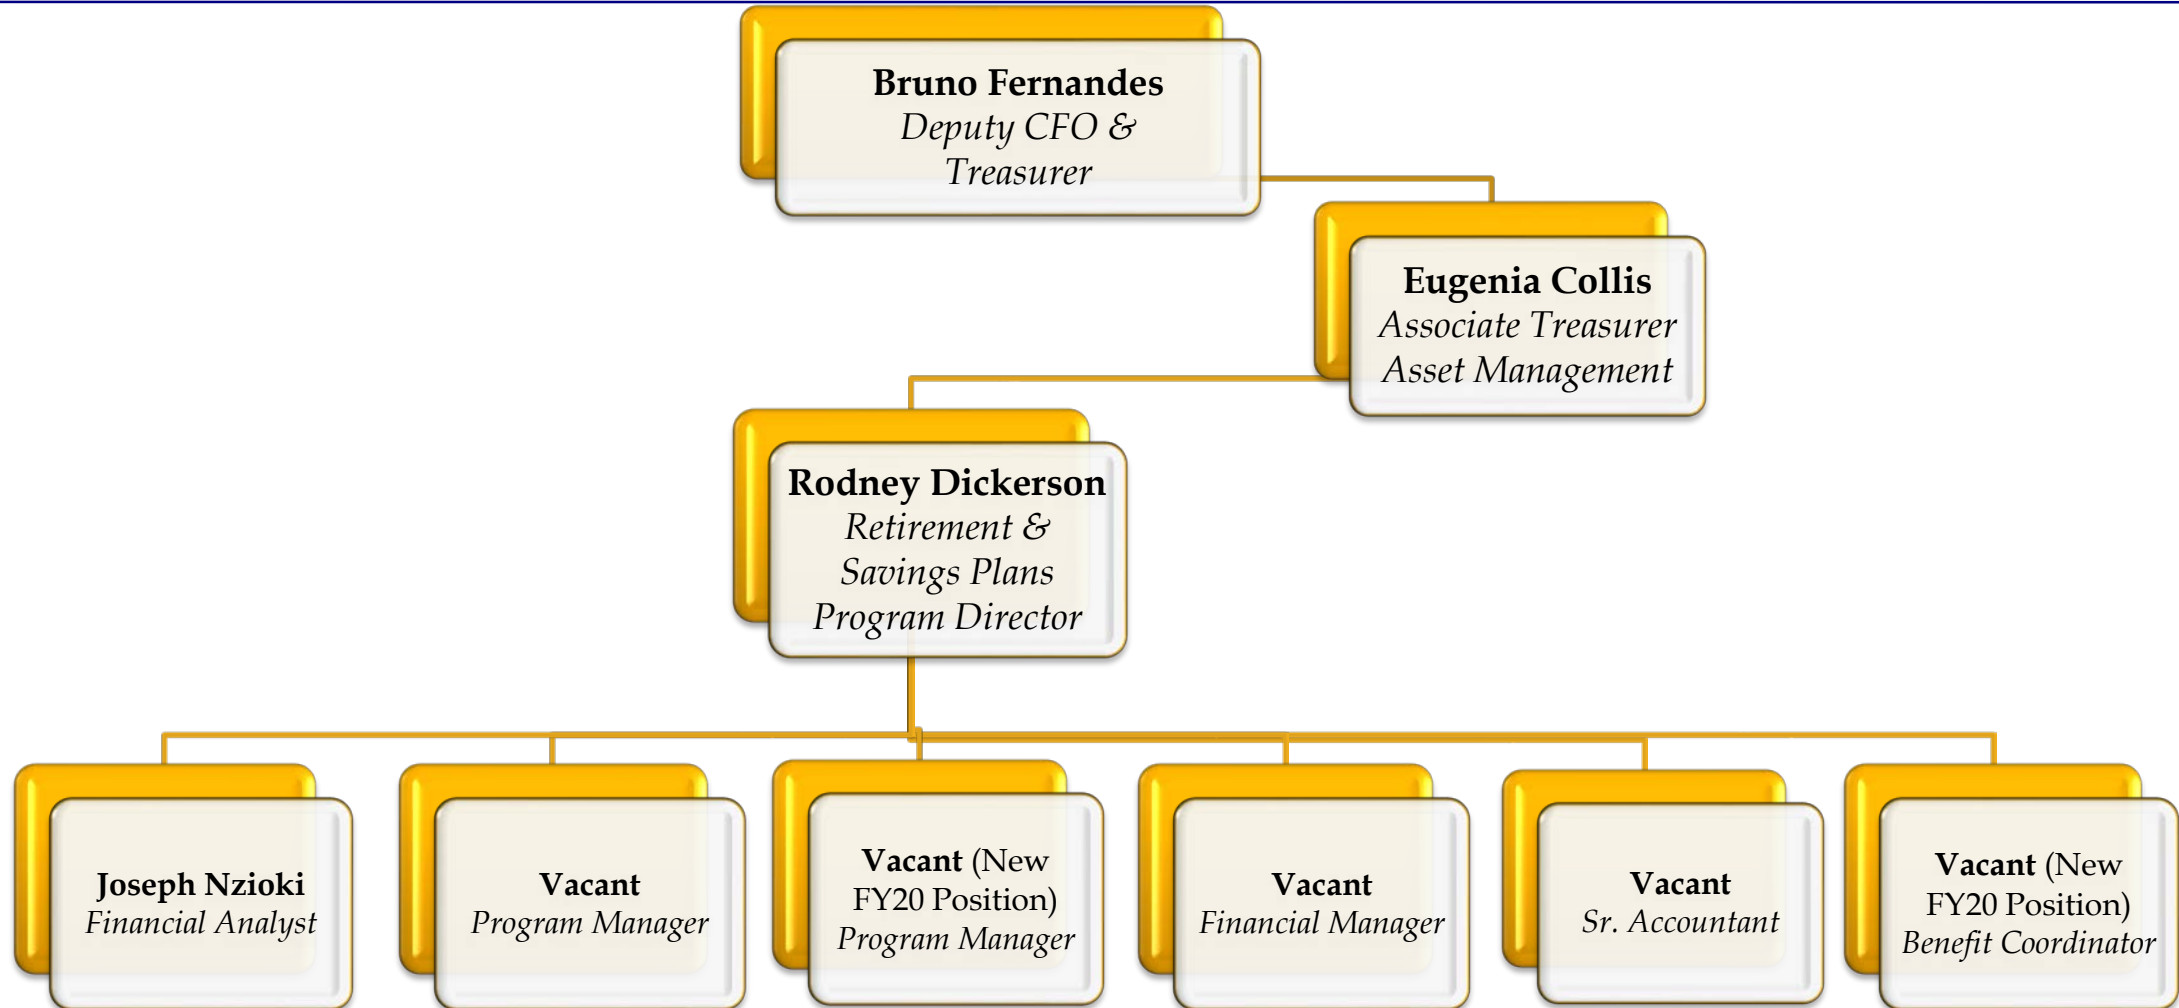 Bruno Fernandes
Deputy CFO &
Treasurer
Eugenia Collis
Associate Treasurer
Asset Management
Rodney Dickerson
Retirement &
Savings Plans
Program Director
Joseph Nzioki
Financial Analyst
Vacant
Program Manager
Vacant (New
FY20 Position)
Program Manager
Vacant
Financial Manager
Vacant
Sr. Accountant
Vacant (New
FY20 Position)
Benefit Coordinator